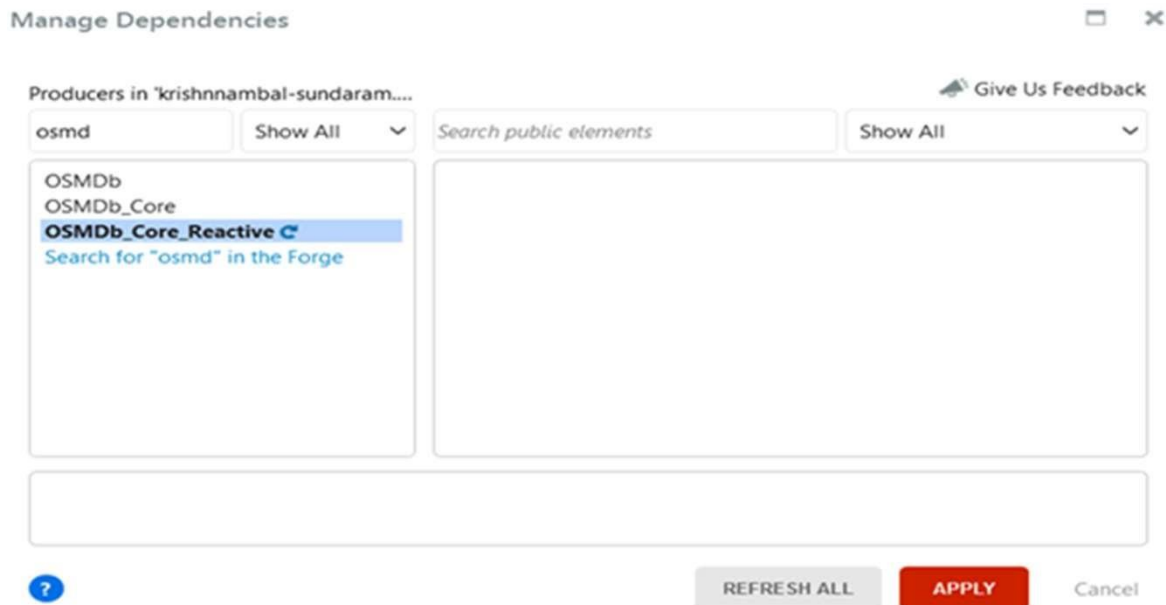 Manage Dependencies
Producers in 'krishnnambal-sundaram....
Give Us Feedback
osmd
Show All
Search public elements
Show All
OSMDb
OSMDb_Core
OSMDb_Core_Reactive
Search for "osmd" in the Forge
?
REFRESH ALL
APPLY
Cancel